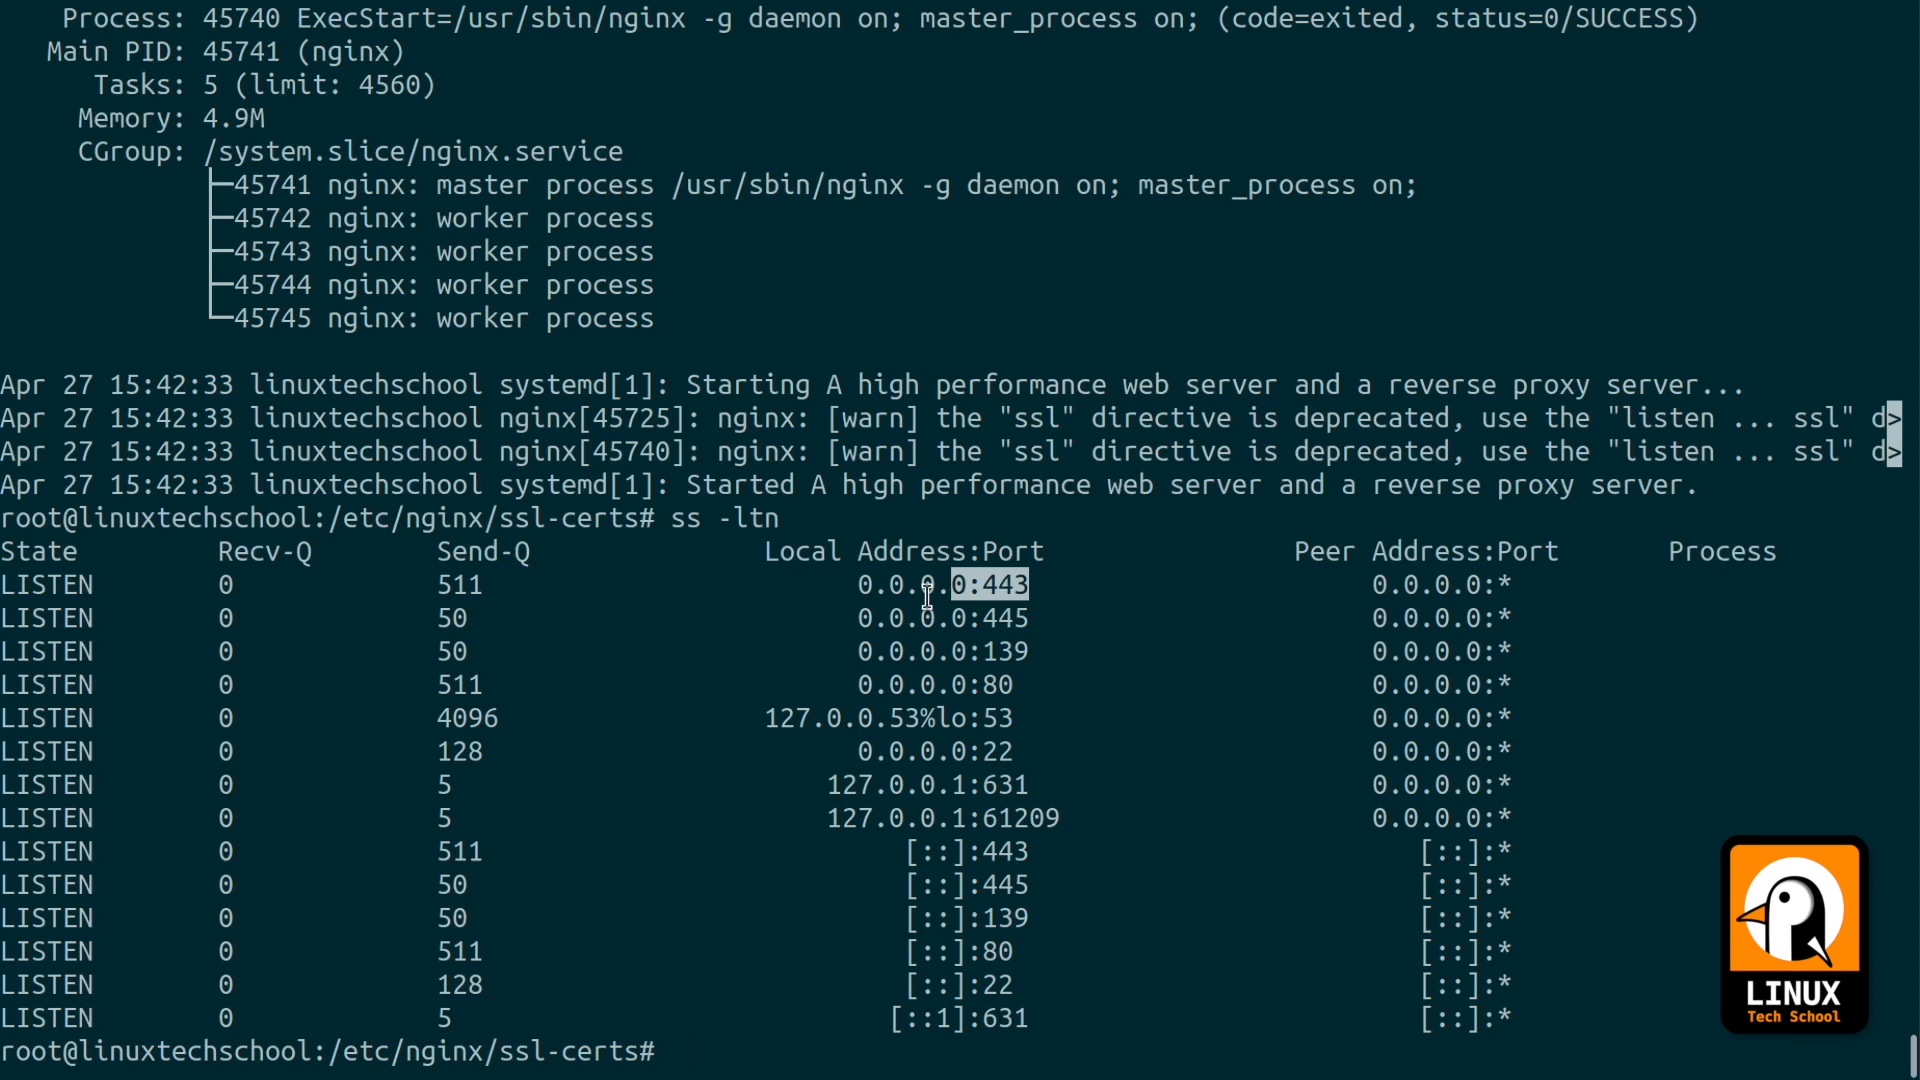 Process: 45740 ExecStart=/usr/sbin/nginx -g daemon on; master_process on; (code=exited, status=0/SUCCESS)
Main PID: 45741 (nginx)
Tasks: 5 (limit: 4560)
Memory: 4.9M
CGroup: /system.slice/nginx.service
├─45741 nginx: master process /usr/sbin/nginx -g daemon on; master_process on;
├─45742 nginx: worker process
├─45743 nginx: worker process
├─45744 nginx: worker process
└─45745 nginx: worker process
Apr 27 15:42:33 linuxtechschool systemd[1]: Starting A high performance web server and a reverse proxy server...
Apr 27 15:42:33 linuxtechschool nginx[45725]: nginx: [warn] the "ssl" directive is deprecated, use the "listen ... ssl" d>
Apr 27 15:42:33 linuxtechschool nginx[45740]: nginx: [warn] the "ssl" directive is deprecated, use the "listen ... ssl" d>
Apr 27 15:42:33 linuxtechschool systemd[1]: Started A high performance web server and a reverse proxy server.
root@linuxtechschool:/etc/nginx/ssl-certs# ss -ltn
State Recv-Q Send-Q Local Address:Port Peer Address:Port Process
LISTEN 0 511 0.0.0.0:443 0.0.0.0:*
LISTEN 0 50 0.0.0.0:445 0.0.0.0:*
LISTEN 0 50 0.0.0.0:139 0.0.0.0:*
LISTEN 0 511 0.0.0.0:80 0.0.0.0:*
LISTEN 0 4096 127.0.0.53%lo:53 0.0.0.0:*
LISTEN 0 128 0.0.0.0:22 0.0.0.0:*
LISTEN 0 5 127.0.0.1:631 0.0.0.0:*
LISTEN 0 5 127.0.0.1:61209 0.0.0.0:*
LISTEN 0 511 [::]:443 [::]:*
LISTEN 0 50 [::]:445 [::]:*
LISTEN 0 50 [::]:139 [::]:*
LISTEN 0 511 [::]:80 [::]:*
LISTEN 0 128 [::]:22 [::]:*
LISTEN 0 5 [::1]:631 [::]:*
root@linuxtechschool:/etc/nginx/ssl-certs#
LINUX
Tech School